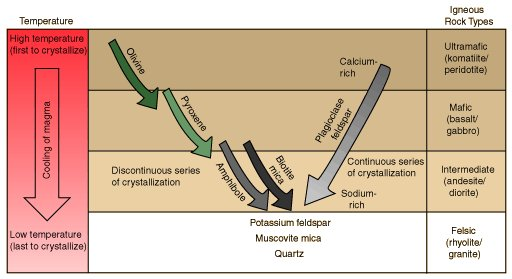 Temperature
Igneous
Rock Types
High temperature
(first to crystallize)
Cooling of magma
Low temperature
(last to crystallize)
Olivine
Pyroxene
Amphibole
Biotite
mica
Discontinuous series
of crystallization
Calcium-
rich
Plagioclase
feldspar
Continuous series
of crystallization
Sodium-
rich
Potassium feldspar
Muscovite mica
Quartz
Ultramafic
(komatiite/
peridotite)
Mafic
(basalt/
gabbro)
Intermediate
(andesite/
diorite)
Felsic
(rhyolite/
granite)